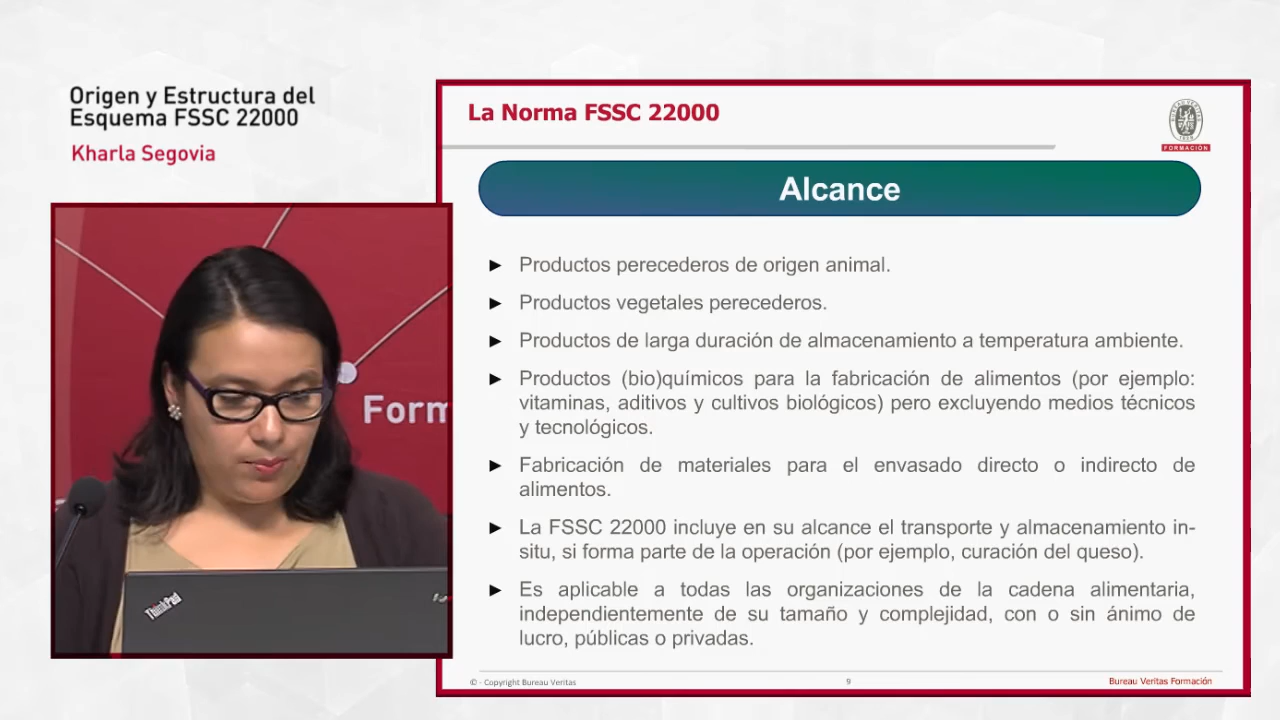 Origen y Estructura del
Esquema FSSC 22000
Kharla Segovia
La Norma FSSC 22000
FORMACIÓN
Alcance
► Productos perecederos de origen animal.
► Productos vegetales perecederos.
► Productos de larga duración de almacenamiento a temperatura ambiente.
► Productos (bio)químicos para la fabricación de alimentos (por ejemplo:
vitaminas, aditivos y cultivos biológicos) pero excluyendo medios técnicos
y tecnológicos.
► Fabricación de materiales para el envasado directo o indirecto de
alimentos.
► La FSSC 22000 incluye en su alcance el transporte y almacenamiento in-
situ, si forma parte de la operación (por ejemplo, curación del queso).
► Es aplicable a todas las organizaciones de la cadena alimentaria,
independientemente de su tamaño y complejidad, con o sin ánimo de
lucro, públicas o privadas.
© - Copyright Bureau Veritas
9
Bureau Veritas Formación
Form
ThinkPad